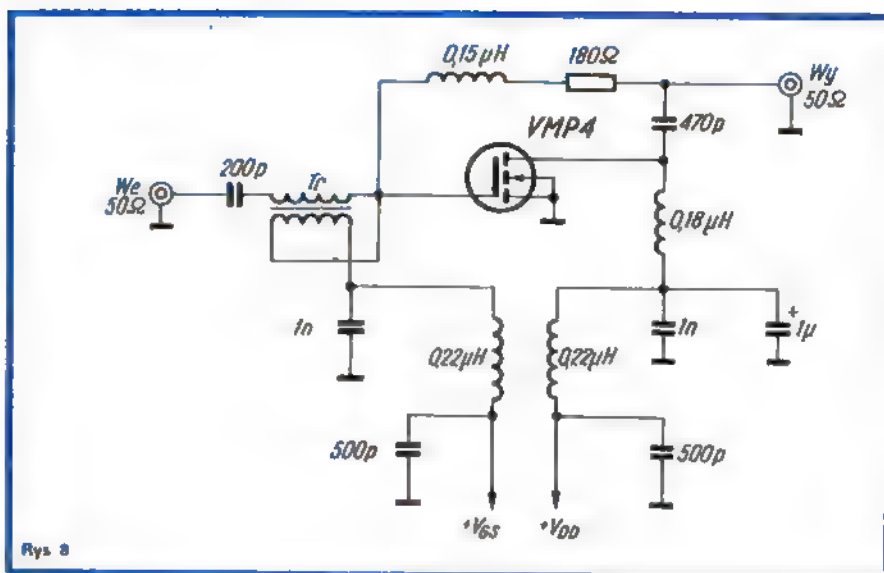 0,15µH
180Ω
Wy
50Ω
VMP4
470p
200p
Tr
We
50Ω
0,18µH
1n
0,22µH
0,22µH
1n
+
1µ
500p
500p
+VGS
+VDD
Rys 8